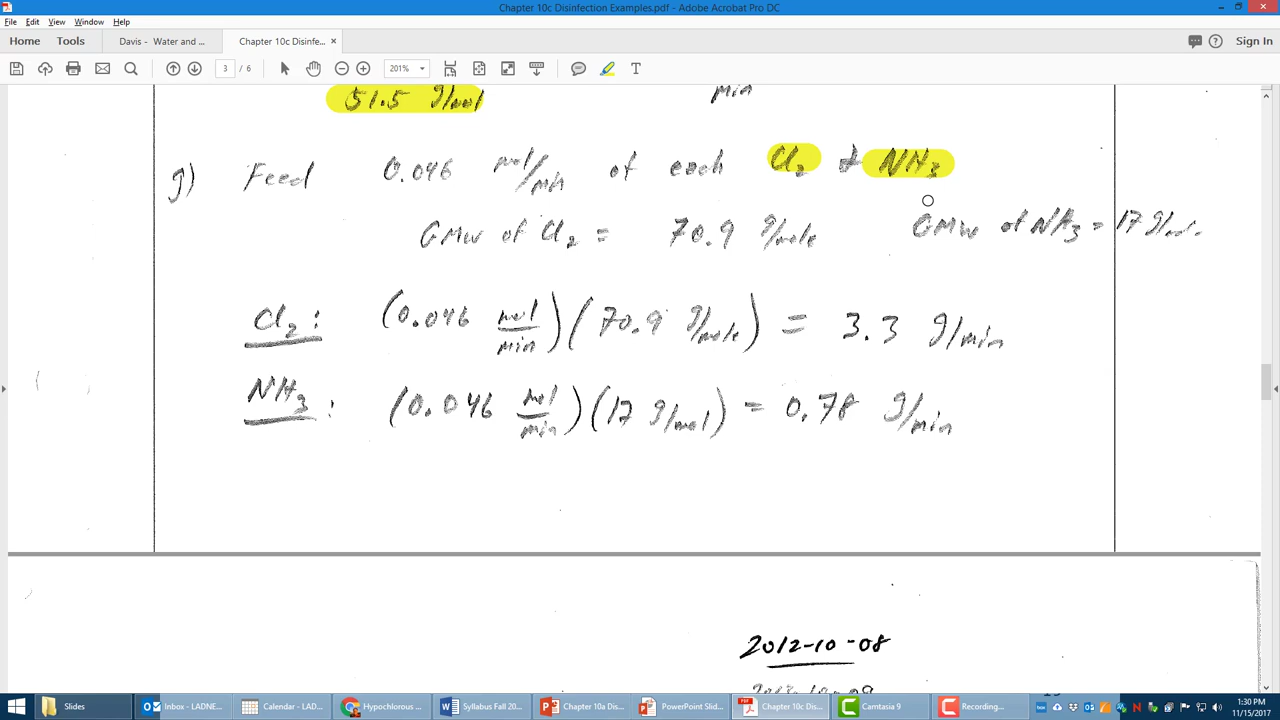 Chapter 10c Disinfection Examples.pdf - Adobe Acrobat Pro DC
File Edit View Window Help
Home Tools Davis - Water and ... Chapter 10c Disinfe... × Sign In
3 / 6 201%
51.5 g/mol min
g) Feed 0.046 mol/min of each Cl2 & NH3
GMW of Cl2 = 70.9 g/mole GMW of NH3 = 17 g/mole
Cl2: (0.046 mol/min)(70.9 g/mole) = 3.3 g/min
NH3: (0.046 mol/min)(17 g/mol) = 0.78 g/min
2012-10-08
Slides Inbox - LADNE... Calendar - LAD... Hypochlorous ... Syllabus Fall 20... Chapter 10a Des... PowerPoint Slid... Chapter 10c Dis... Camtasia 9 Recording... 1:30 PM
11/15/2017